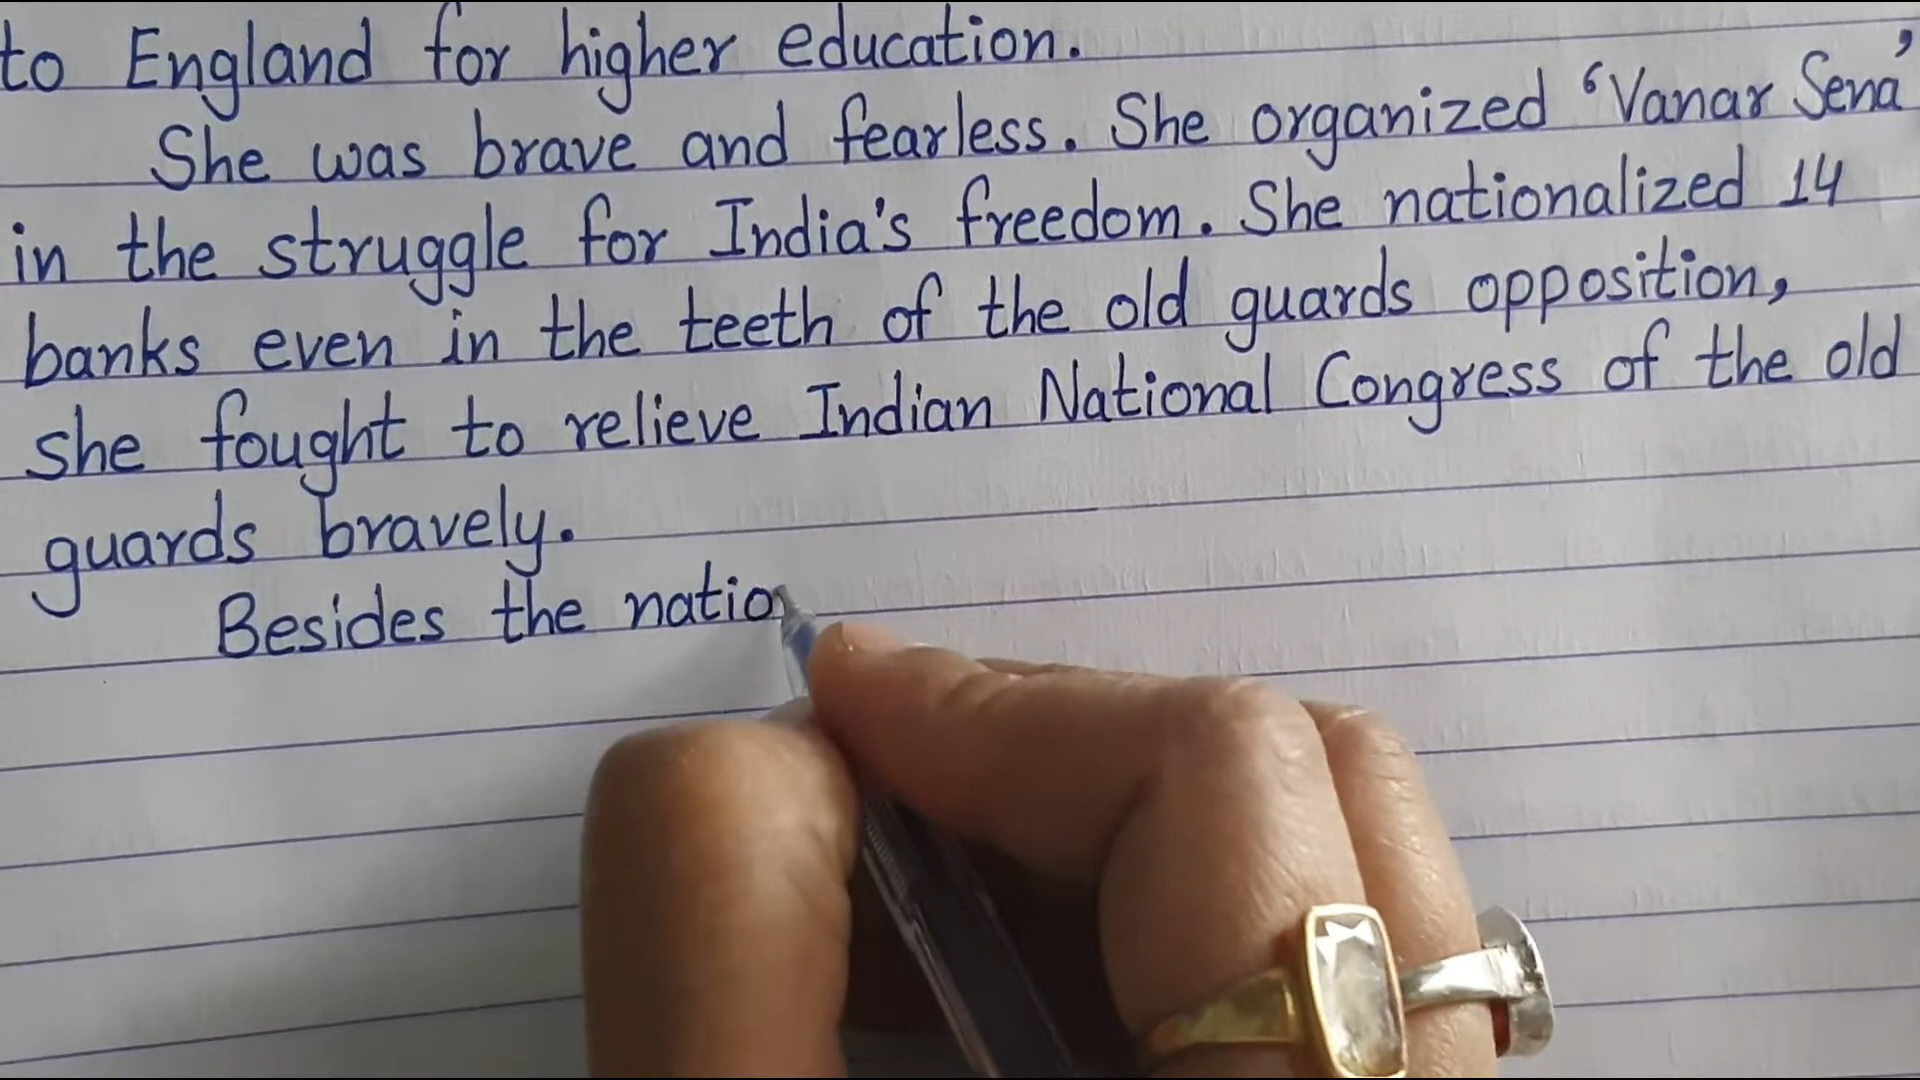 to England for higher education.
She was brave and fearless. She organized 'Vanar Sena'
in the struggle for India's freedom. She nationalized 14
banks even in the teeth of the old guards opposition,
she fought to relieve Indian National Congress of the old
guards bravely.
Besides the natio